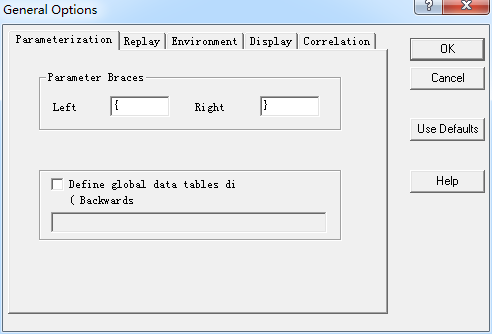 General Options
Parameterization Replay Environment Display Correlation
OK
Parameter Braces
Cancel
Left { Right }
Use Defaults
Help
Define global data tables di
( Backwards